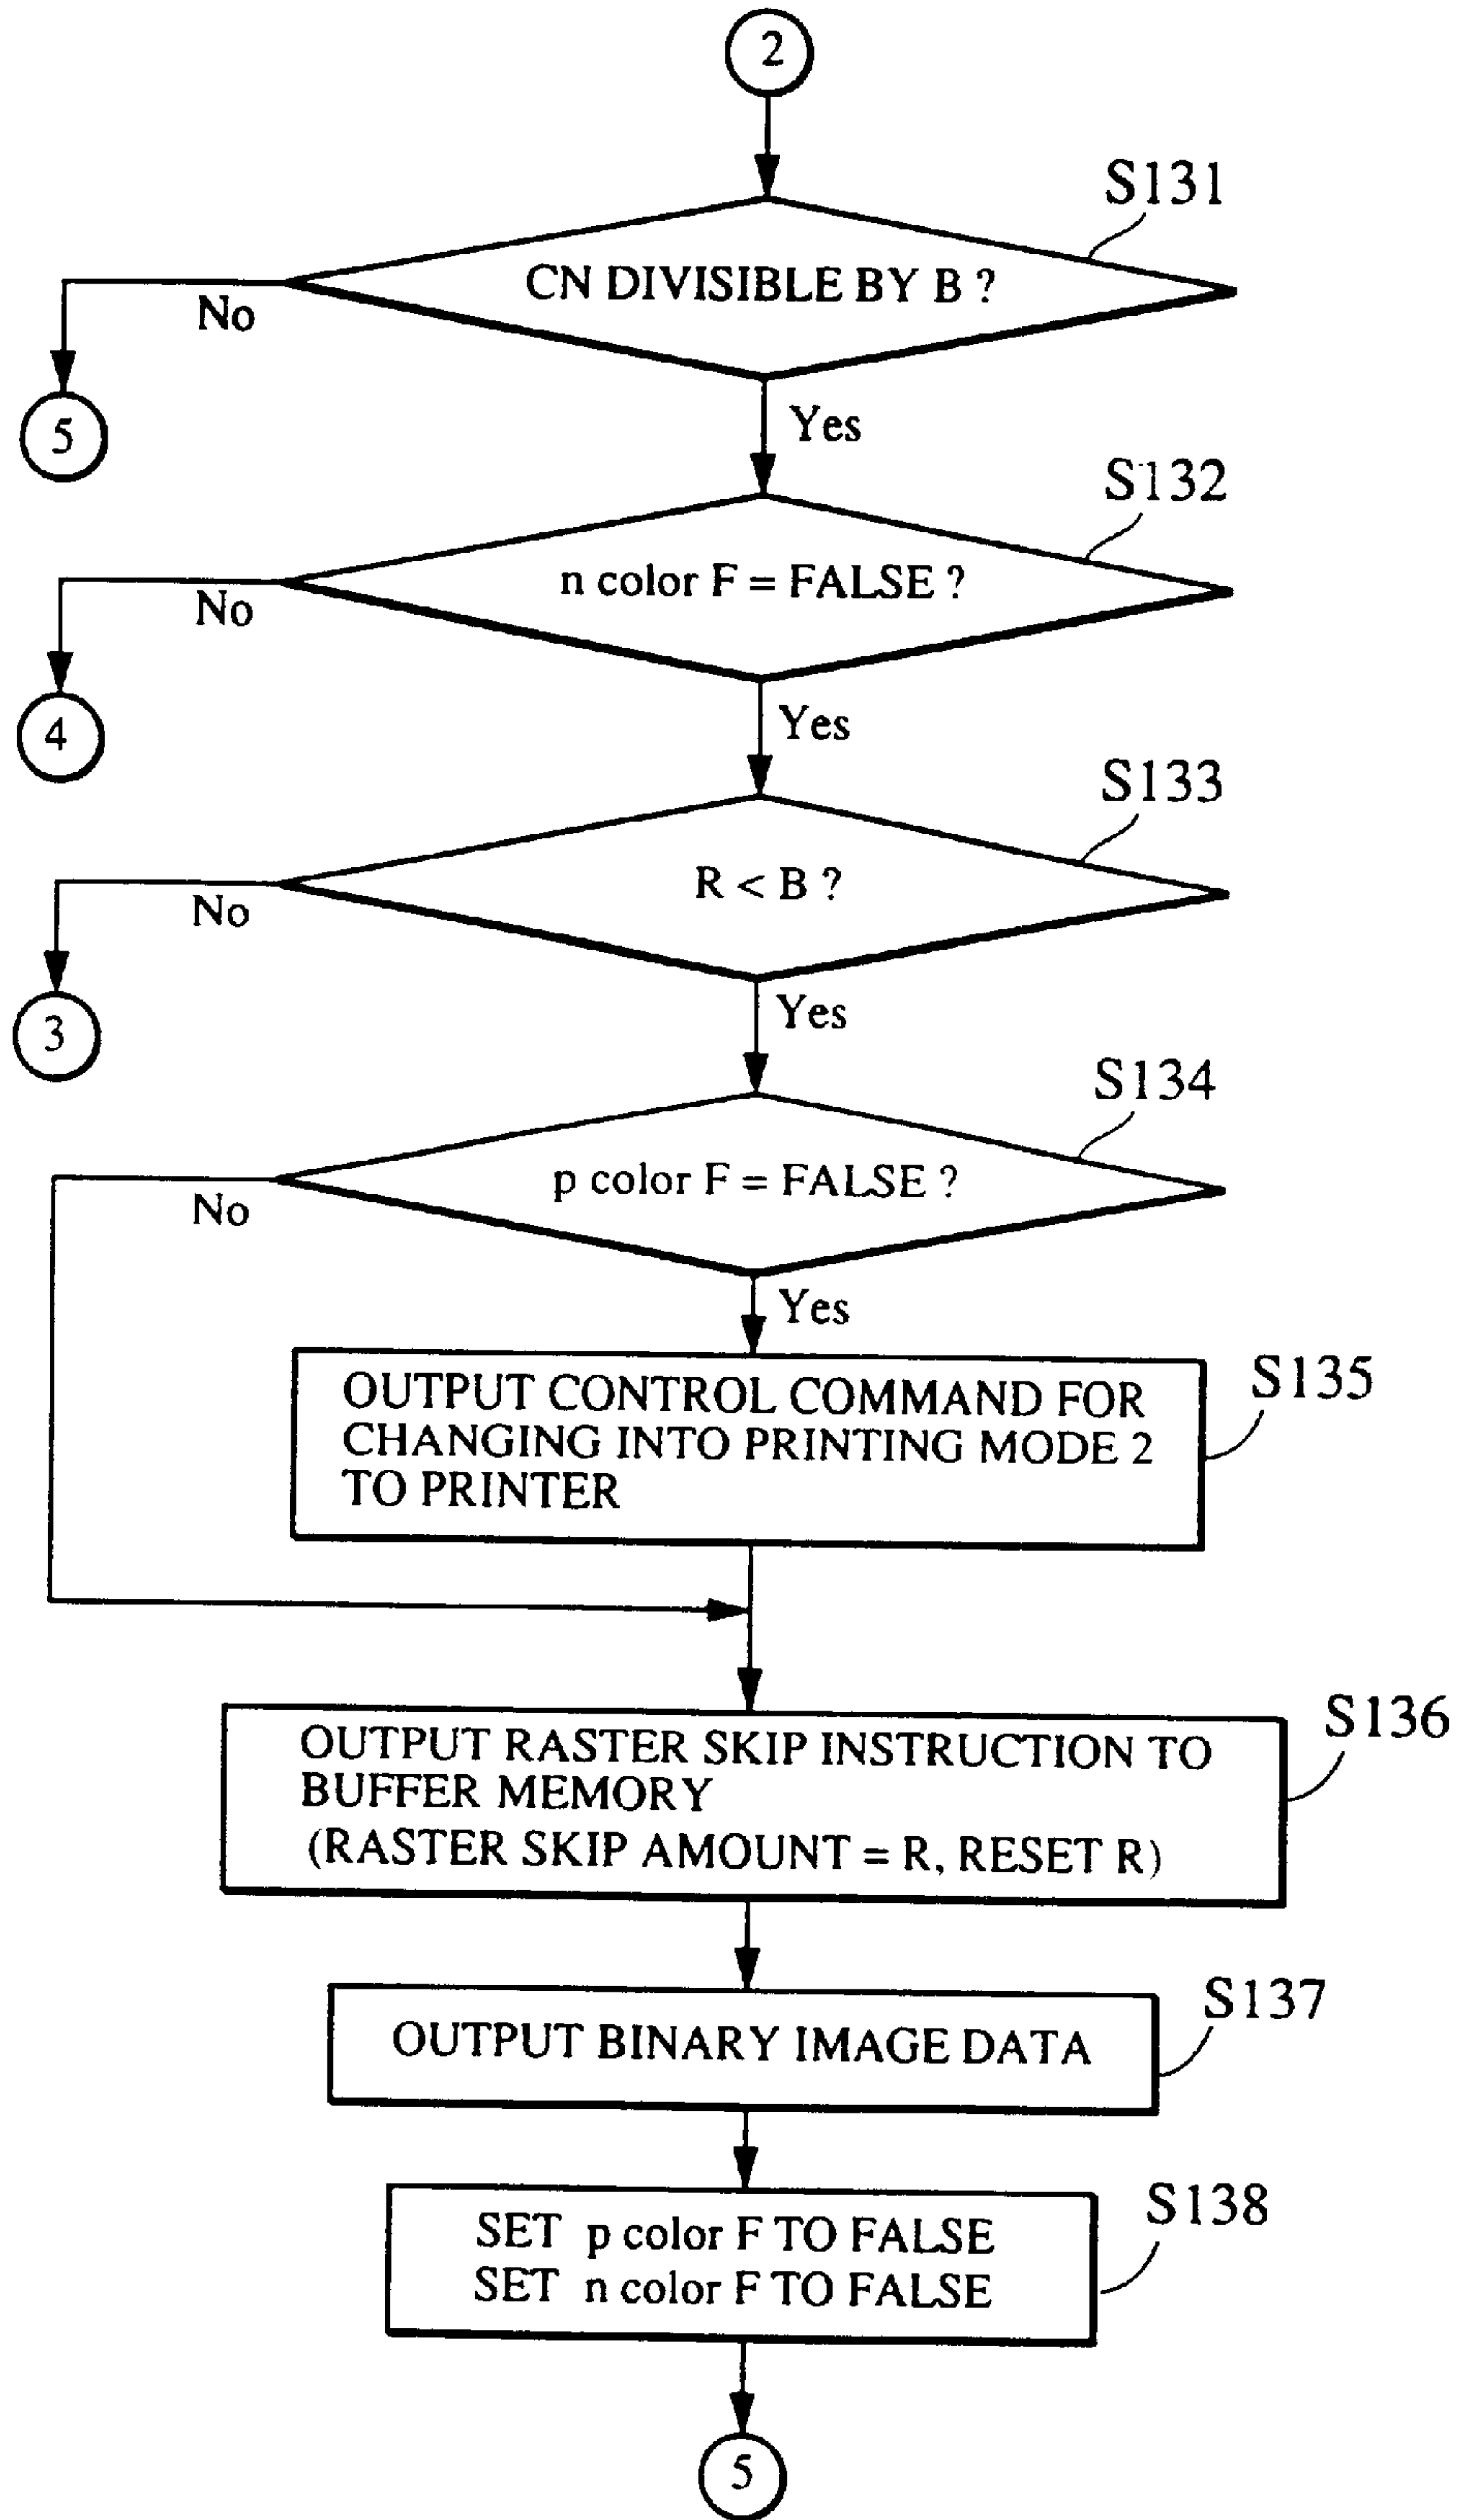 2
S131
CN DIVISIBLE BY B ?
No
5
Yes
S132
n color F = FALSE ?
No
4
Yes
S133
R < B ?
No
3
Yes
S134
p color F = FALSE ?
No
Yes
S135
OUTPUT CONTROL COMMAND FOR
CHANGING INTO PRINTING MODE 2
TO PRINTER
S136
OUTPUT RASTER SKIP INSTRUCTION TO
BUFFER MEMORY
(RASTER SKIP AMOUNT = R, RESET R)
S137
OUTPUT BINARY IMAGE DATA
S138
SET p color F TO FALSE
SET n color F TO FALSE
5